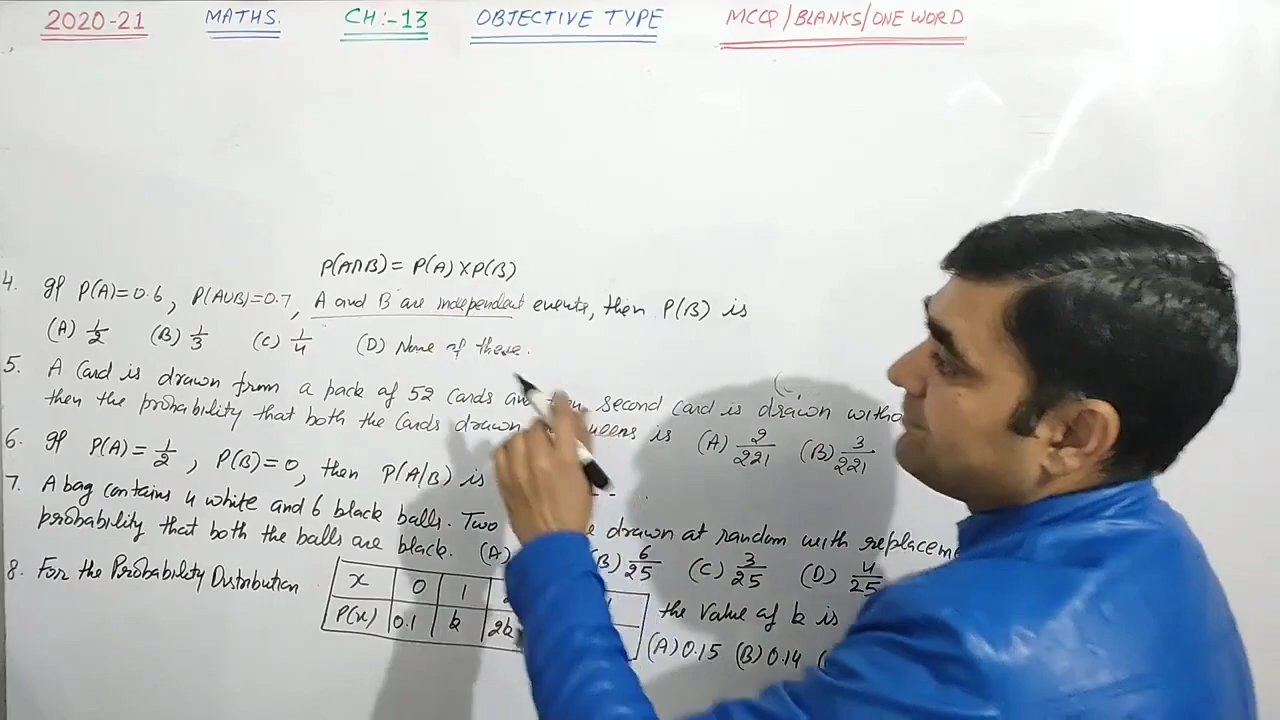 2020-21 MATHS. CH:-13 OBJECTIVE TYPE MCQ/BLANKS/ONE WORD
P(A∩B) = P(A) X P(B)
4. If P(A)=0.6, P(AUB)=0.7, A and B are independent events, then P(B) is
(A) 1/2 (B) 1/3 (C) 1/4 (D) None of these.
5. A Card is drawn from a pack of 52 Cards second card is drawn
then the probability that both the Cards drawn is (A) 2/221 (B) 3/221
6. If P(A)=1/2, P(B)=0, then P(A|B) is
7. A bag contains 4 white and 6 black balls. Two drawn at random with
probability that both the balls are black. (A) (B) 6/25 (C) 3/25 (D) 4/25
8. For the Probability Distribution
x 0 1
P(x) 0.1 k 2k
the value of k is
(A) 0.15 (B) 0.14